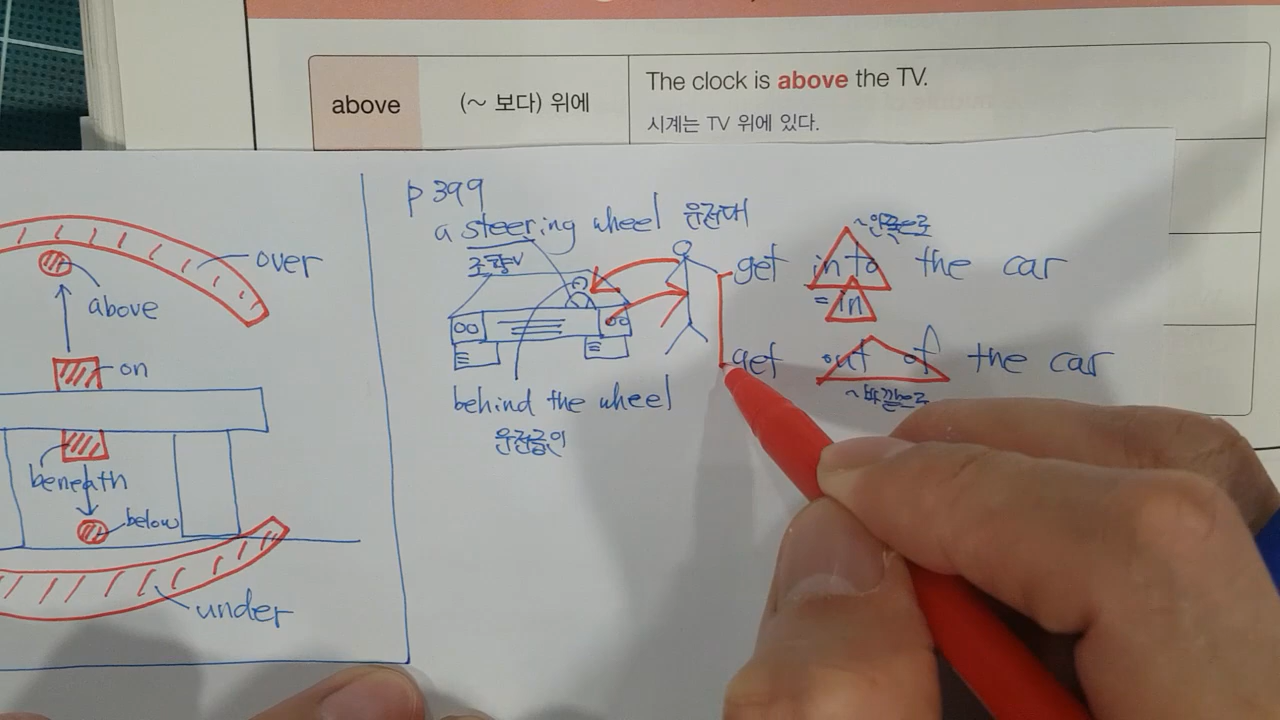 above
(~ 보다) 위에
The clock is above the TV.
시계는 TV 위에 있다.
over
above
on
beneath
below
under
p 399
a steering wheel 운전대
조향v
behind the wheel
운전중인
get into the car
~안쪽으로
= in
get out of the car
~바깥으로